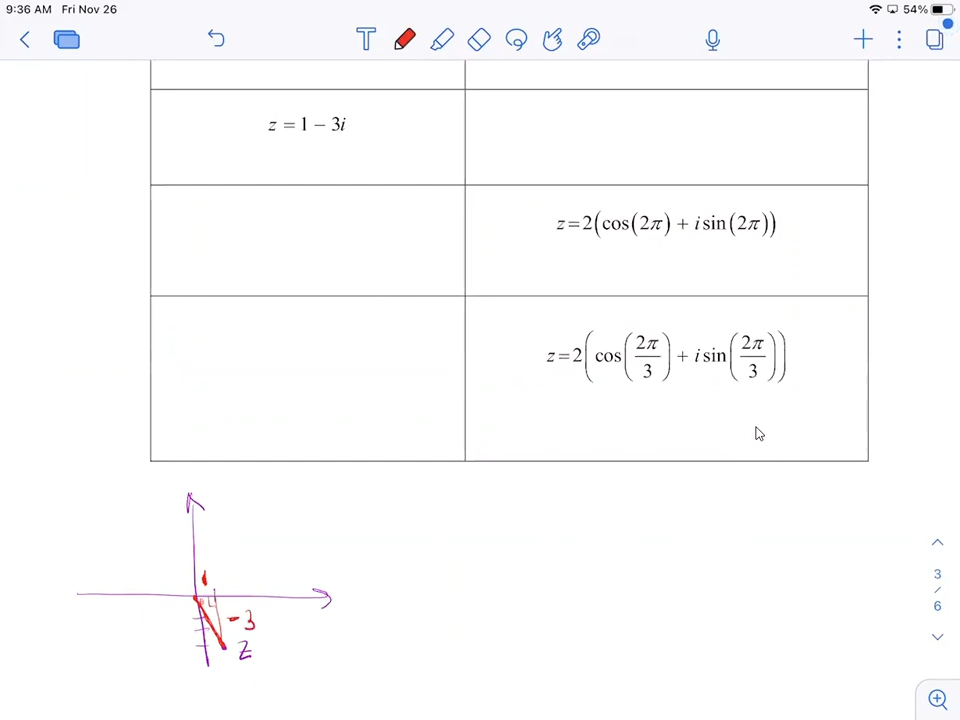 9:36 AM Fri Nov 26
54%
T
z = 1 − 3i
z=2(cos(2π) + i sin(2π))
z=2(cos(2π/3) + i sin(2π/3))
1
-3
z
3
/
6